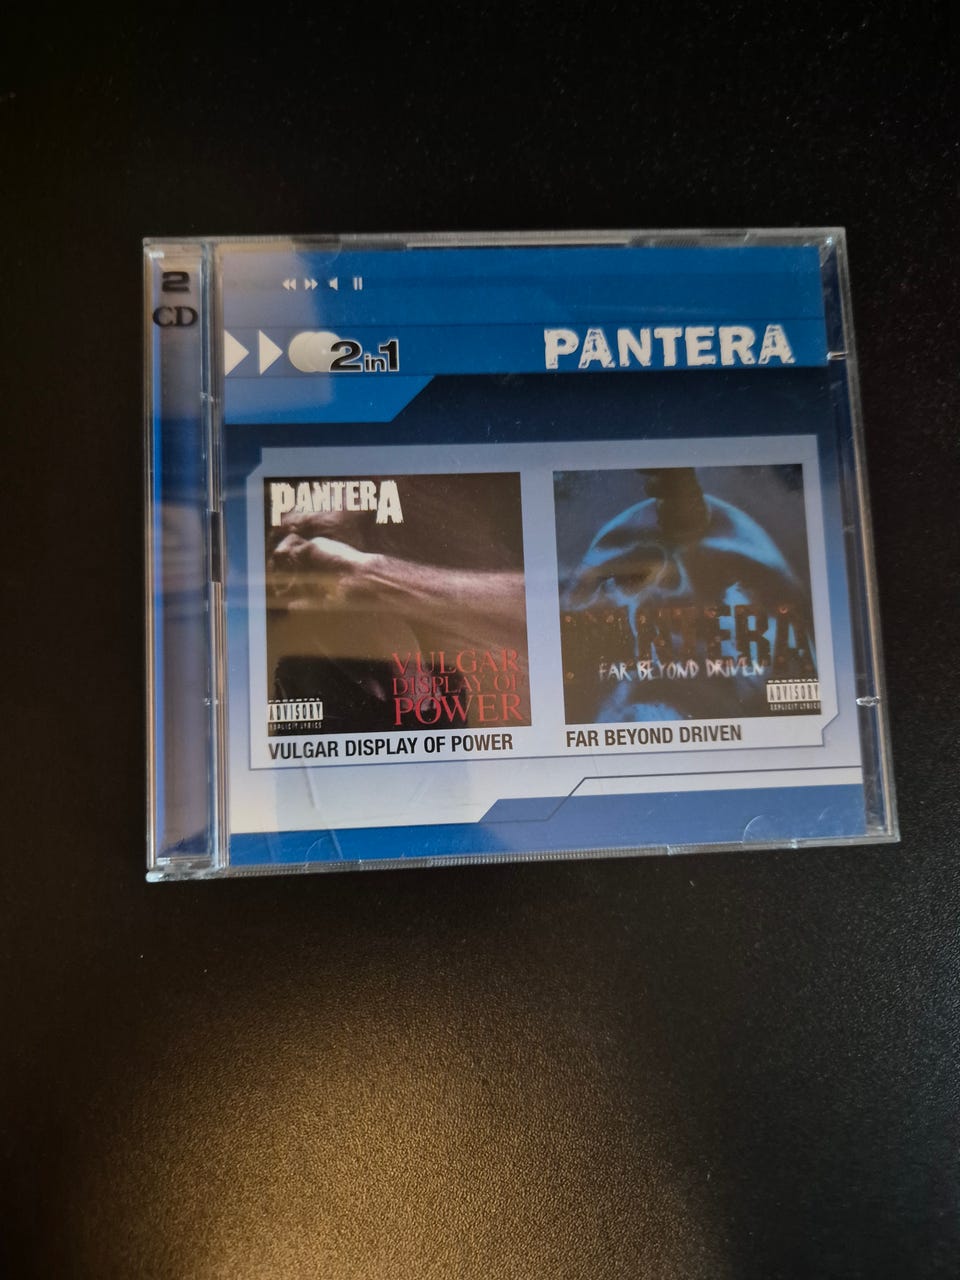 2
CD
2in1
PANTERA
PANTERA
VULGAR
DISPLAY OF
POWER
PARENTAL
ADVISORY
EXPLICIT LYRICS
VULGAR DISPLAY OF POWER
PANTERA
FAR BEYOND DRIVEN
PARENTAL
ADVISORY
EXPLICIT LYRICS
FAR BEYOND DRIVEN